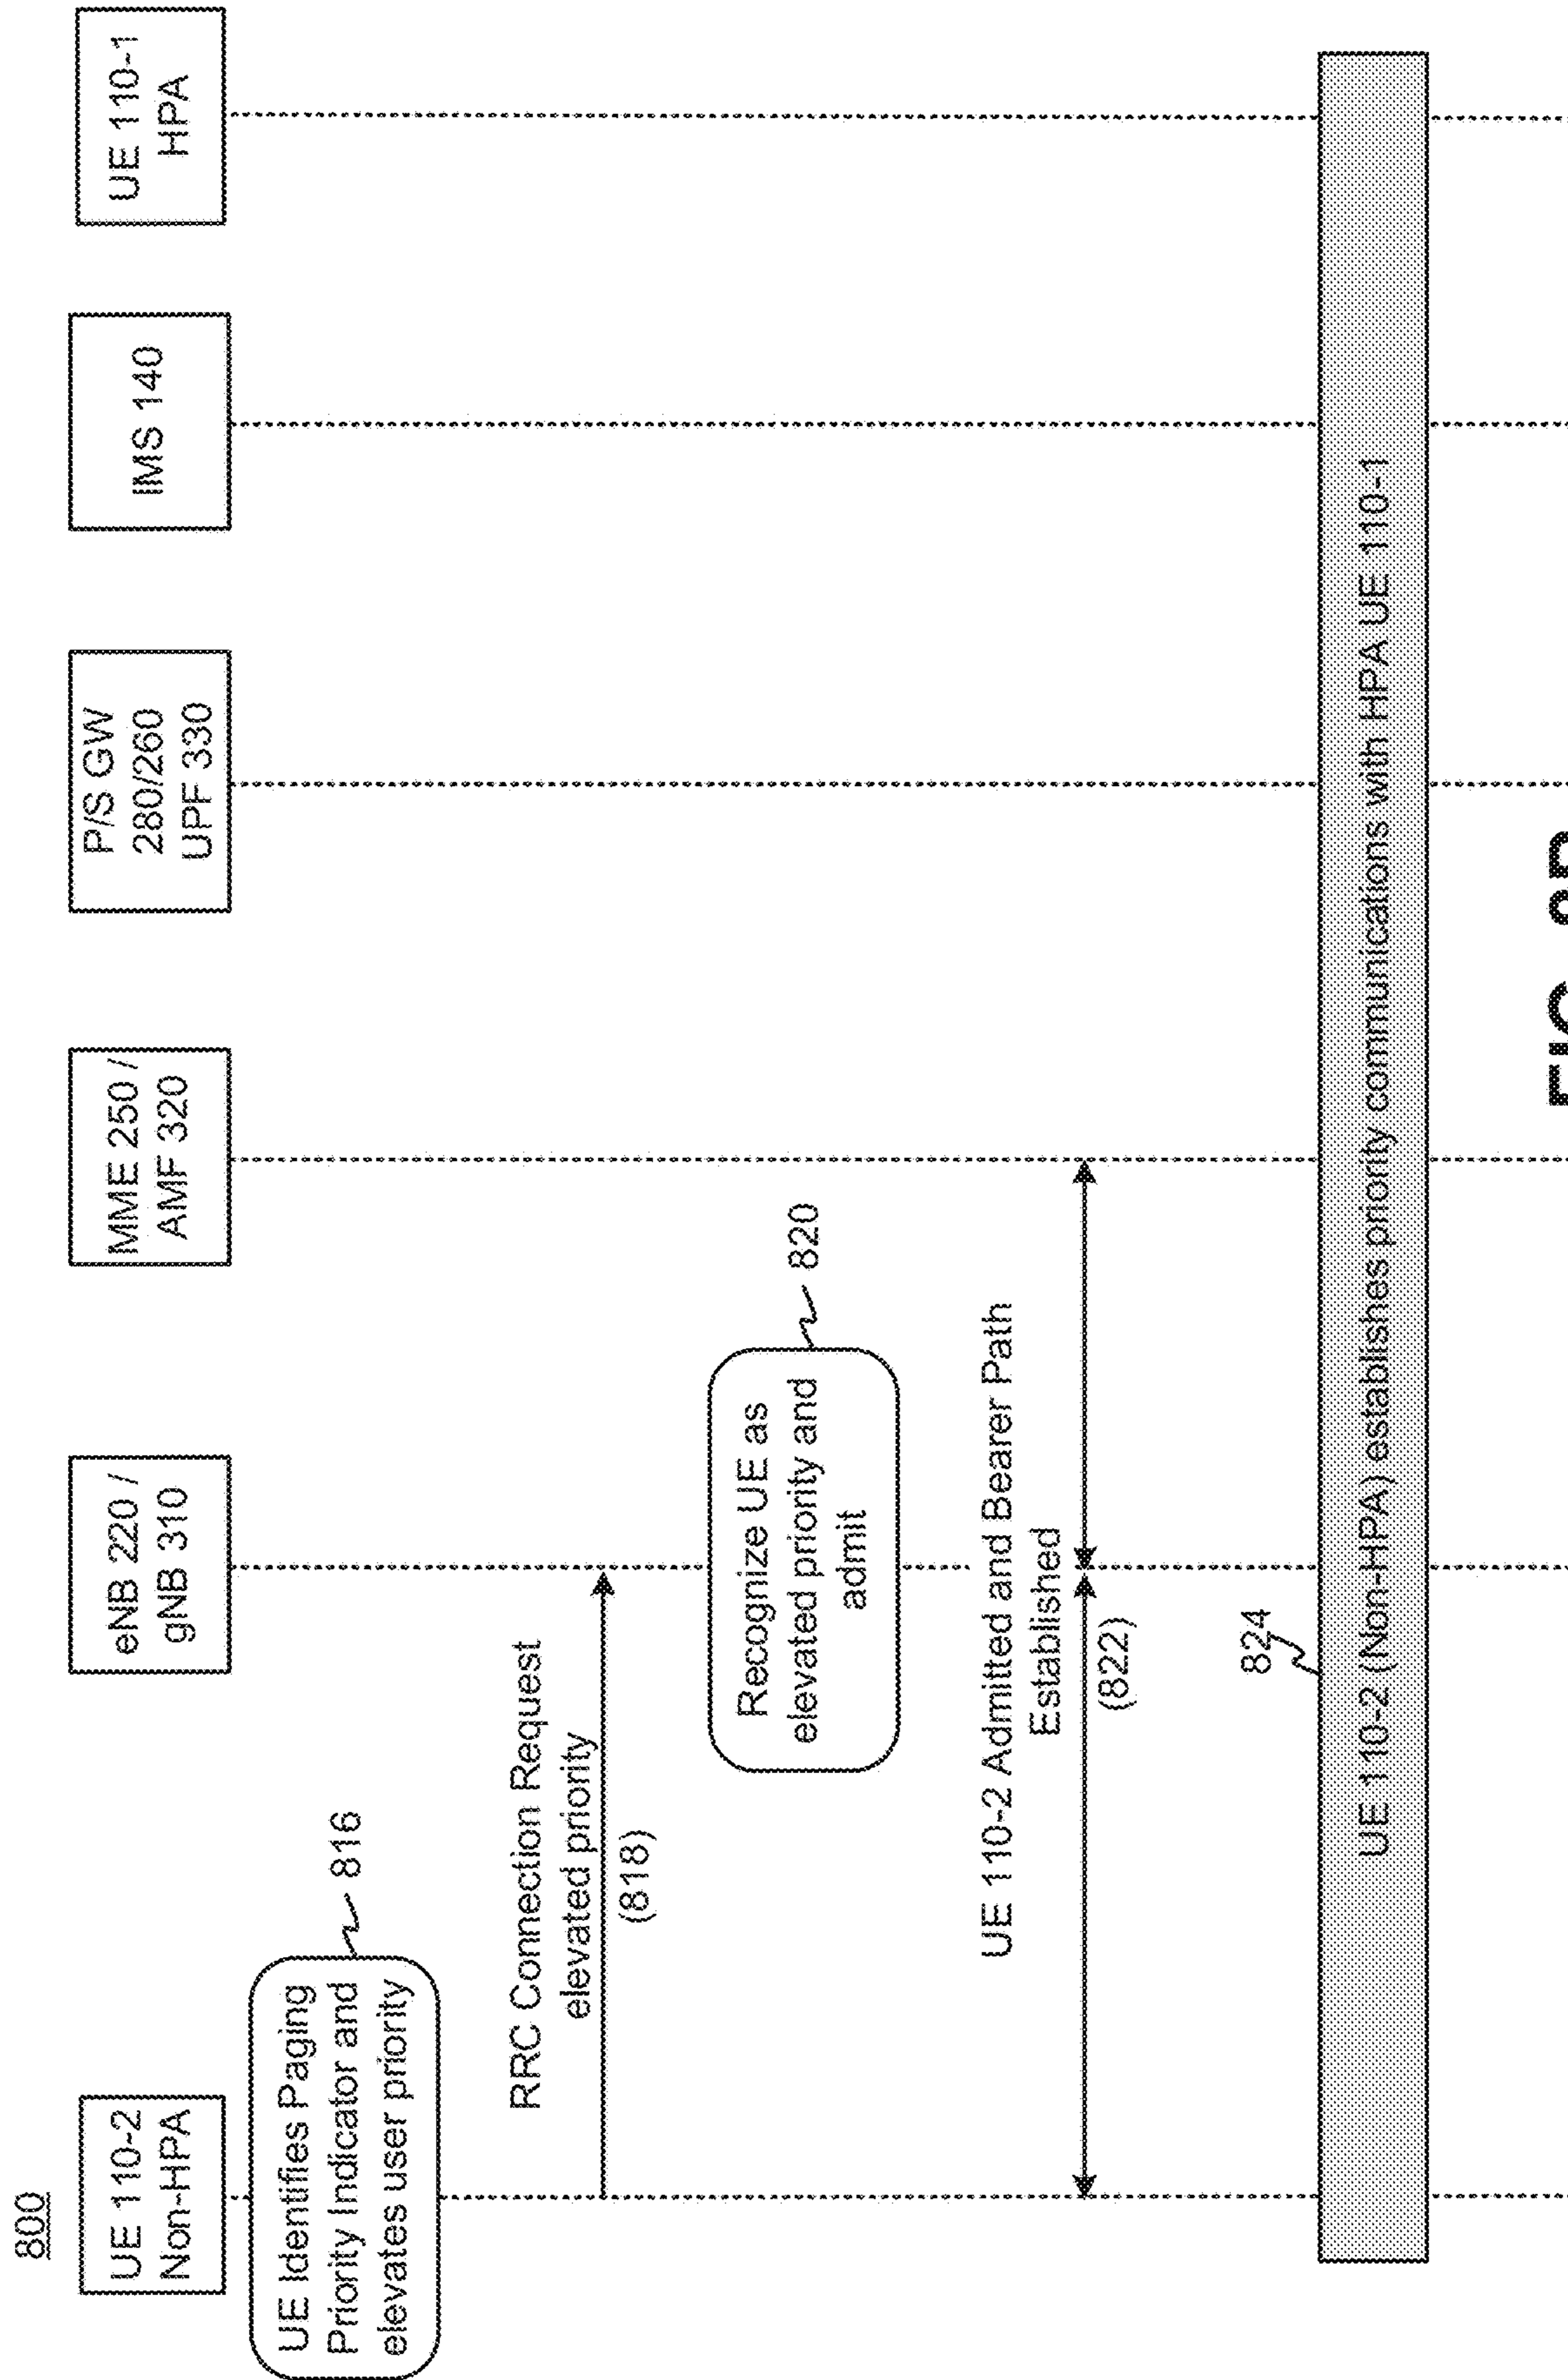 800
UE 110-2
Non-HPA
eNB 220 /
gNB 310
MME 250 /
AMF 320
P/S GW
280/260
UPF 330
IMS 140
UE 110-1
HPA
UE Identifies Paging
Priority Indicator and
elevates user priority
816
RRC Connection Request
elevated priority
(818)
Recognize UE as
elevated priority and
admit
820
UE 110-2 Admitted and Bearer Path
Established
(822)
824
UE 110-2 (Non-HPA) establishes priority communications with HPA UE 110-1
FIG.